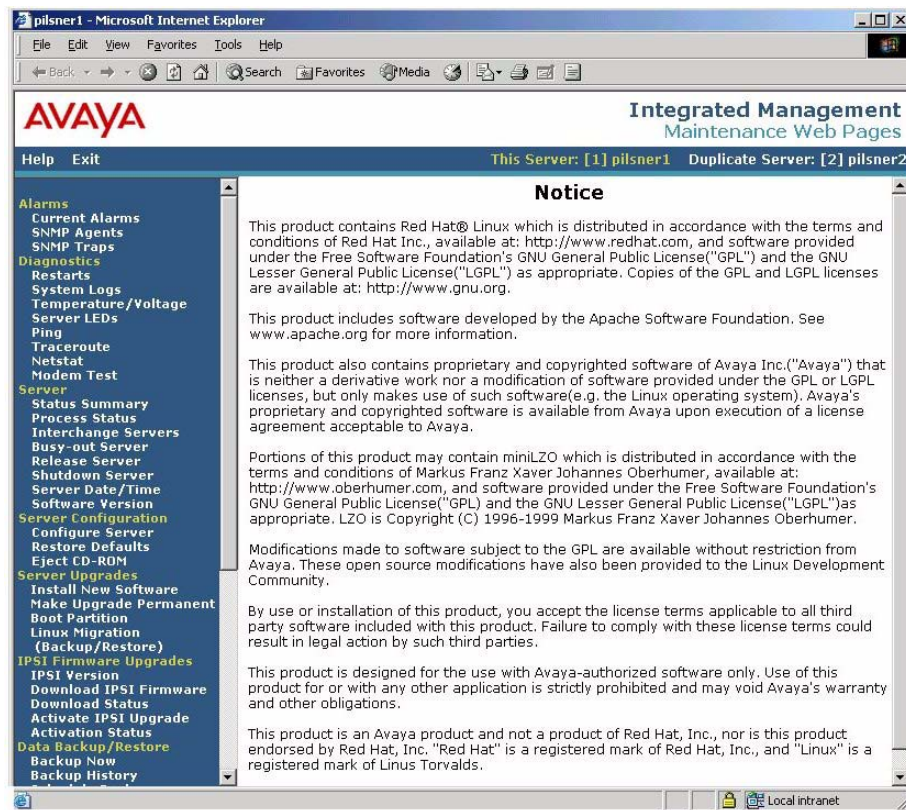 pilsner1 - Microsoft Internet Explorer
File Edit View Favorites Tools Help
Back Search Favorites Media
AVAYA
Integrated Management
Maintenance Web Pages
Help Exit
This Server: [1] pilsner1 Duplicate Server: [2] pilsner2
Alarms
Current Alarms
SNMP Agents
SNMP Traps
Diagnostics
Restarts
System Logs
Temperature/Voltage
Server LEDs
Ping
Traceroute
Netstat
Modem Test
Server
Status Summary
Process Status
Interchange Servers
Busy-out Server
Release Server
Shutdown Server
Server Date/Time
Software Version
Server Configuration
Configure Server
Restore Defaults
Eject CD-ROM
Server Upgrades
Install New Software
Make Upgrade Permanent
Boot Partition
Linux Migration
(Backup/Restore)
IPSI Firmware Upgrades
IPSI Version
Download IPSI Firmware
Download Status
Activate IPSI Upgrade
Activation Status
Data Backup/Restore
Backup Now
Backup History
Notice
This product contains Red Hat® Linux which is distributed in accordance with the terms and
conditions of Red Hat Inc., available at: http://www.redhat.com, and software provided
under the Free Software Foundation's GNU General Public License("GPL") and the GNU
Lesser General Public License("LGPL") as appropriate. Copies of the GPL and LGPL licenses
are available at: http://www.gnu.org.
This product includes software developed by the Apache Software Foundation. See
www.apache.org for more information.
This product also contains proprietary and copyrighted software of Avaya Inc.("Avaya") that
is neither a derivative work nor a modification of software provided under the GPL or LGPL
licenses, but only makes use of such software(e.g. the Linux operating system). Avaya's
proprietary and copyrighted software is available from Avaya upon execution of a license
agreement acceptable to Avaya.
Portions of this product may contain miniLZO which is distributed in accordance with the
terms and conditions of Markus Franz Xaver Johannes Oberhumer, available at:
http://www.oberhumer.com, and software provided under the Free Software Foundation's
GNU General Public License("GPL) and the GNU Lesser General Public License("LGPL")as
appropriate. LZO is Copyright (C) 1996-1999 Markus Franz Xaver Johannes Oberhumer.
Modifications made to software subject to the GPL are available without restriction from
Avaya. These open source modifications have also been provided to the Linux Development
Community.
By use or installation of this product, you accept the license terms applicable to all third
party software included with this product. Failure to comply with these license terms could
result in legal action by such third parties.
This product is designed for the use with Avaya-authorized software only. Use of this
product for or with any other application is strictly prohibited and may void Avaya's warranty
and other obligations.
This product is an Avaya product and not a product of Red Hat, Inc., nor is this product
endorsed by Red Hat, Inc. "Red Hat" is a registered mark of Red Hat, Inc., and "Linux" is a
registered mark of Linus Torvalds.
Local intranet